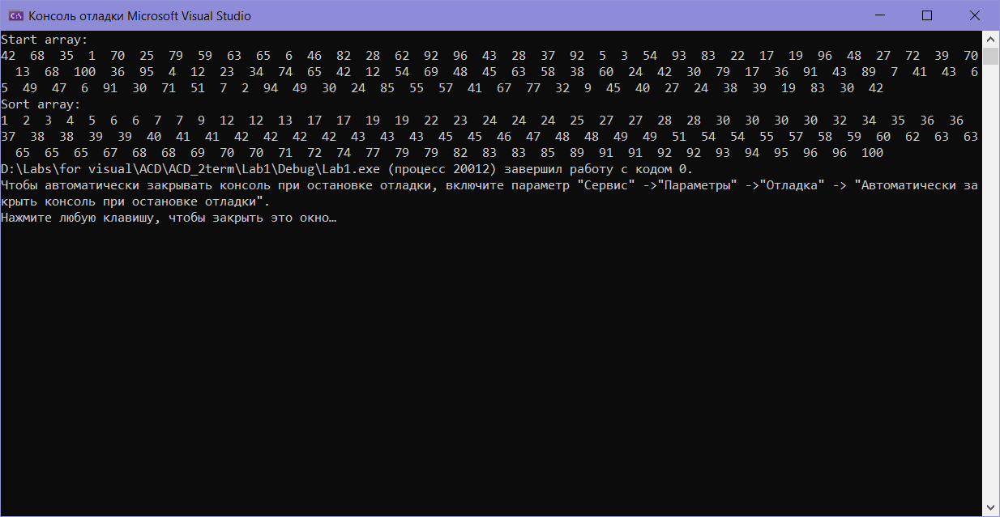 Консоль отладки Microsoft Visual Studio
Start array:
42  68  35  1  70  25  79  59  63  65  6  46  82  28  62  92  96  43  28  37  92  5  3  54  93  83  22  17  19  96  48  27  72  39  70
  13  68  100  36  95  4  12  23  34  74  65  42  12  54  69  48  45  63  58  38  60  24  42  30  79  17  36  91  43  89  7  41  43  6
5  49  47  6  91  30  71  51  7  2  94  49  30  24  85  55  57  41  67  77  32  9  45  40  27  24  38  39  19  83  30  42
Sort array:
1  2  3  4  5  6  6  7  7  9  12  12  13  17  17  19  19  22  23  24  24  24  25  27  27  28  28  30  30  30  30  32  34  35  36  36
37  38  38  39  39  40  41  41  42  42  42  42  43  43  43  45  45  46  47  48  48  49  49  51  54  54  55  57  58  59  60  62  63  63
  65  65  65  67  68  68  69  70  70  71  72  74  77  79  79  82  83  83  85  89  91  91  92  92  93  94  95  96  96  100
D:\Labs\for visual\ACD\ACD_2term\Lab1\Debug\Lab1.exe (процесс 20012) завершил работу с кодом 0.
Чтобы автоматически закрывать консоль при остановке отладки, включите параметр "Сервис" ->"Параметры" ->"Отладка" -> "Автоматически за
крыть консоль при остановке отладки".
Нажмите любую клавишу, чтобы закрыть это окно…